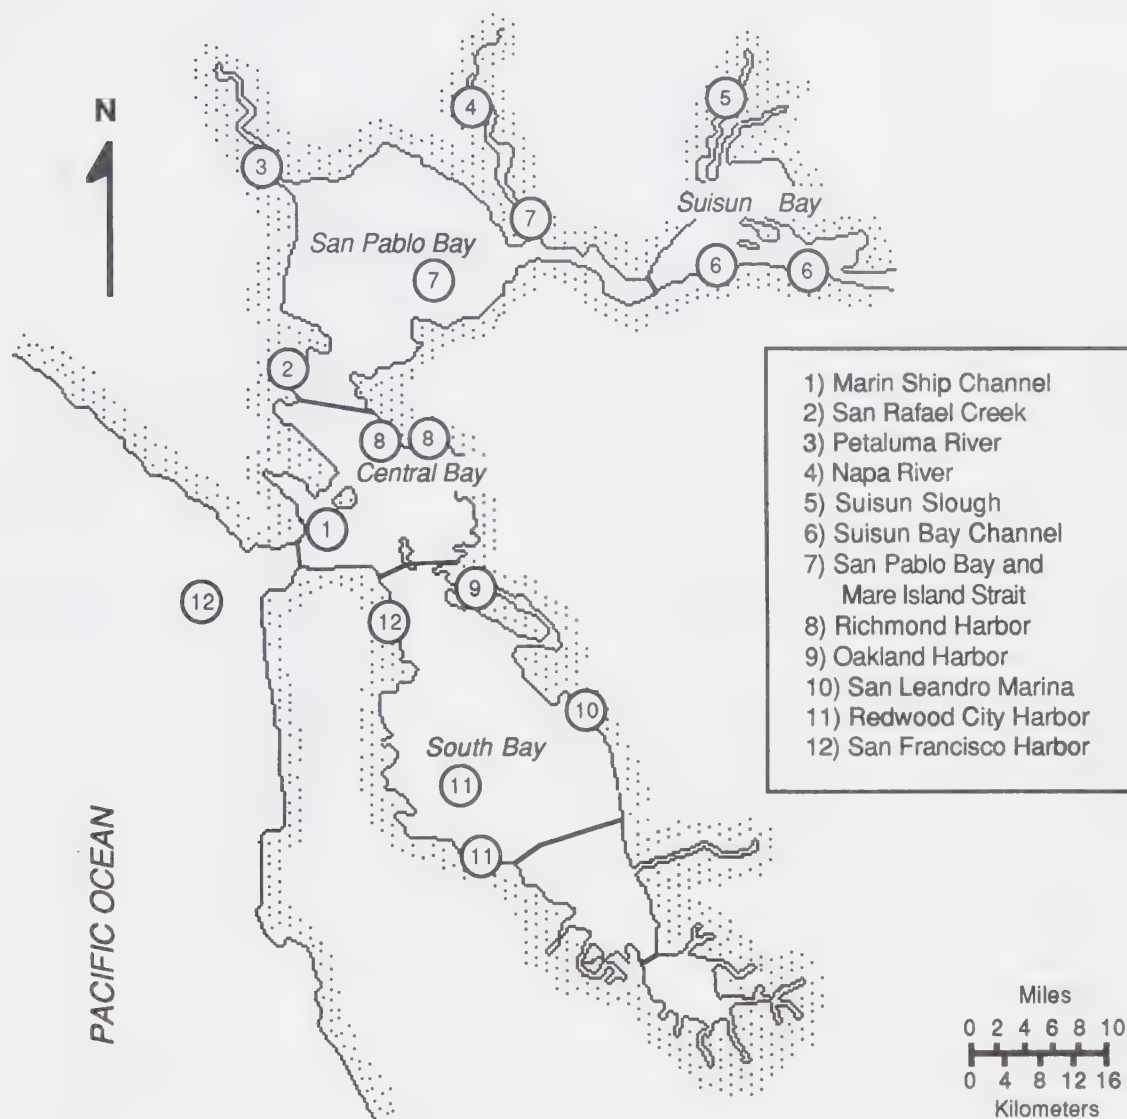 N
3
4
5
San Pablo Bay
7
7
Suisun Bay
6
6
2
8
8
Central Bay
1
12
12
9
10
South Bay
11
11
PACIFIC OCEAN
1) Marin Ship Channel
2) San Rafael Creek
3) Petaluma River
4) Napa River
5) Suisun Slough
6) Suisun Bay Channel
7) San Pablo Bay and
Mare Island Strait
8) Richmond Harbor
9) Oakland Harbor
10) San Leandro Marina
11) Redwood City Harbor
12) San Francisco Harbor
Miles
0 2 4 6 8 10
0 4 8 12 16
Kilometers